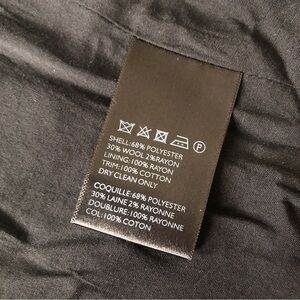 SHELL:68% POLYESTER
30% WOOL 2%RAYON
LINING:100% RAYON
TRIM:100% COTTON
DRY CLEAN ONLY
COQUILLE:68% POLYESTER
30% LAINE 2% RAYONNE
DOUBLURE:100% RAYONNE
COL:100% COTON